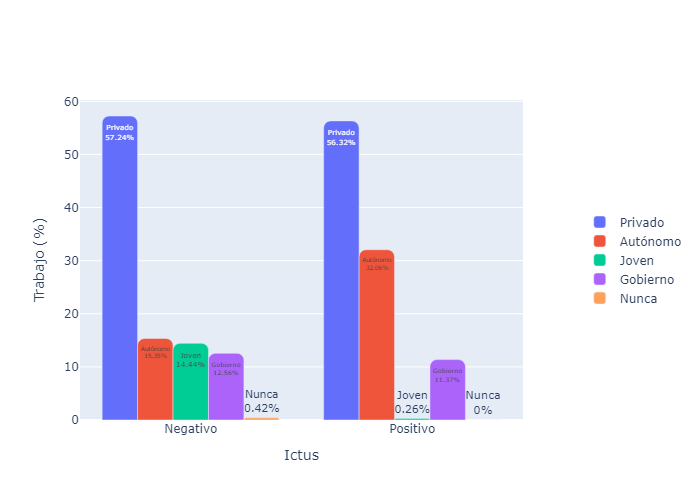 60
50
40
30
20
10
0
Trabajo (%)
Privado
57.24%
Autónomo
15.35%
Joven
14.44%
Gobierno
12.56%
Nunca
0.42%
Privado
56.32%
Autónomo
32.05%
Joven
0.26%
Gobierno
11.37%
Nunca
0%
Negativo
Positivo
Ictus
Privado
Autónomo
Joven
Gobierno
Nunca